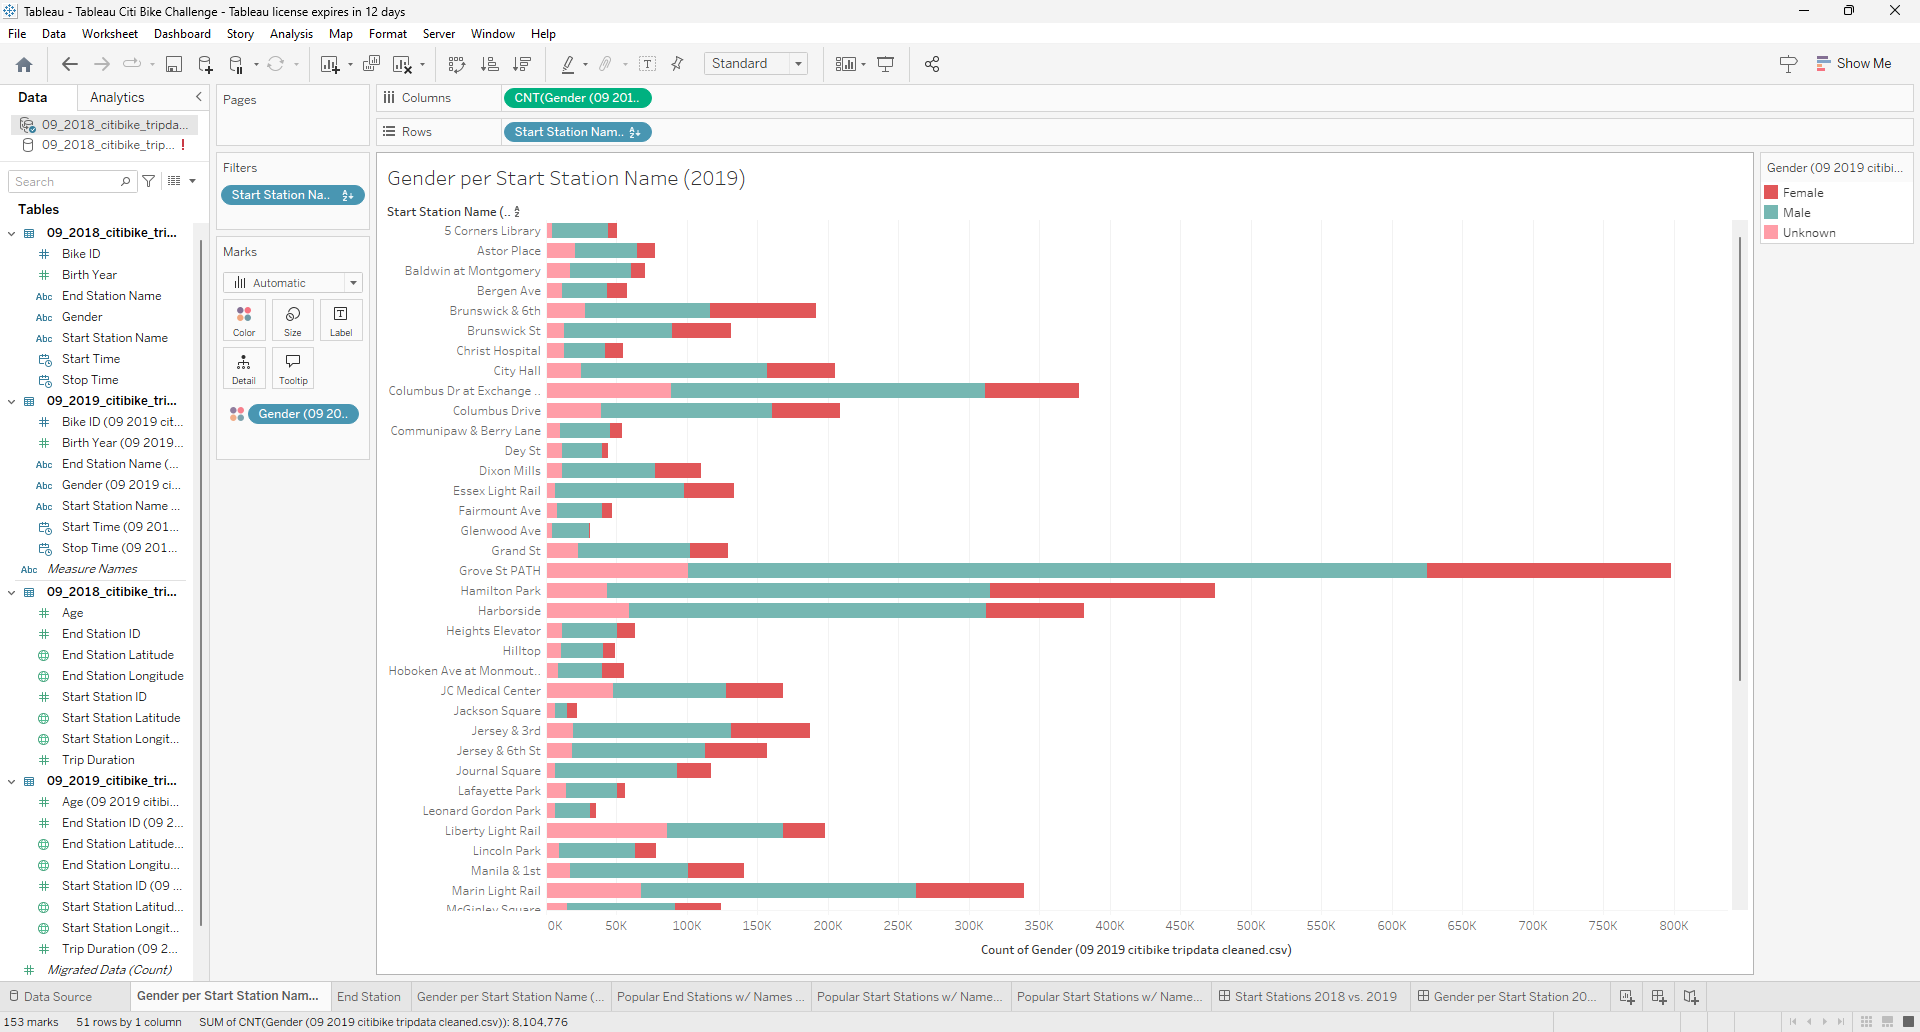 Tableau - Tableau Citi Bike Challenge - Tableau license expires in 12 days
File Data Worksheet Dashboard Story Analysis Map Format Server Window Help
Standard
Show Me
Data Analytics
09_2018_citibike_tripda...
09_2018_citibike_trip... !
Search
Tables
09_2018_citibike_tri...
Bike ID
Birth Year
Abc End Station Name
Abc Gender
Abc Start Station Name
Start Time
Stop Time
09_2019_citibike_tri...
Bike ID (09 2019 cit...
Birth Year (09 2019...
Abc End Station Name (...
Abc Gender (09 2019 ci...
Abc Start Station Name ...
Start Time (09 201...
Stop Time (09 201...
Abc Measure Names
09_2018_citibike_tri...
Age
End Station ID
End Station Latitude
End Station Longitude
Start Station ID
Start Station Latitude
Start Station Longit...
Trip Duration
09_2019_citibike_tri...
Age (09 2019 citibi...
End Station ID (09 2...
End Station Latitude...
End Station Longitu...
Start Station ID (09 ...
Start Station Latitud...
Start Station Longit...
Trip Duration (09 2...
Migrated Data (Count)
Pages
Filters
Start Station Na..
Marks
Automatic
Color Size Label
Detail Tooltip
Gender (09 20..
Columns CNT(Gender (09 201..
Rows Start Station Nam..
Gender per Start Station Name (2019)
Start Station Name (..
5 Corners Library
Astor Place
Baldwin at Montgomery
Bergen Ave
Brunswick & 6th
Brunswick St
Christ Hospital
City Hall
Columbus Dr at Exchange ..
Columbus Drive
Communipaw & Berry Lane
Dey St
Dixon Mills
Essex Light Rail
Fairmount Ave
Glenwood Ave
Grand St
Grove St PATH
Hamilton Park
Harborside
Heights Elevator
Hilltop
Hoboken Ave at Monmout..
JC Medical Center
Jackson Square
Jersey & 3rd
Jersey & 6th St
Journal Square
Lafayette Park
Leonard Gordon Park
Liberty Light Rail
Lincoln Park
Manila & 1st
Marin Light Rail
McGinley Square
0K 50K 100K 150K 200K 250K 300K 350K 400K 450K 500K 550K 600K 650K 700K 750K 800K
Count of Gender (09 2019 citibike tripdata cleaned.csv)
Gender (09 2019 citibi...
Female
Male
Unknown
Data Source Gender per Start Station Nam... End Station Gender per Start Station Name (... Popular End Stations w/ Names ... Popular Start Stations w/ Name... Popular Start Stations w/ Name... Start Stations 2018 vs. 2019 Gender per Start Station 20...
153 marks 51 rows by 1 column SUM of CNT(Gender (09 2019 citibike tripdata cleaned.csv)): 8,104,776